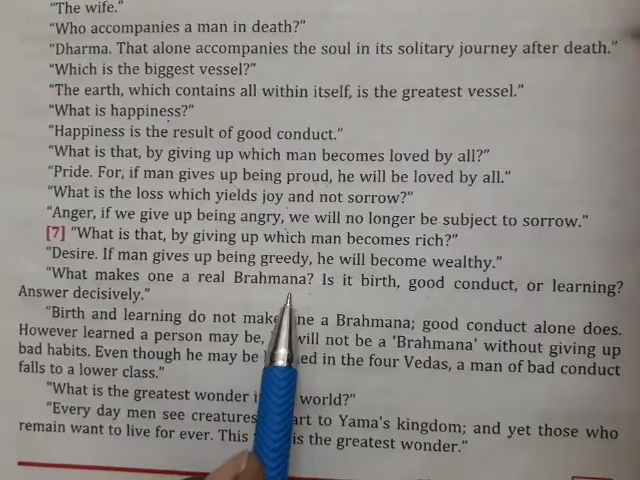 "The wife."
"Who accompanies a man in death?"
"Dharma. That alone accompanies the soul in its solitary journey after death."
"Which is the biggest vessel?"
"The earth, which contains all within itself, is the greatest vessel."
"What is happiness?"
"Happiness is the result of good conduct."
"What is that, by giving up which man becomes loved by all?"
"Pride. For, if man gives up being proud, he will be loved by all."
"What is the loss which yields joy and not sorrow?"
"Anger, if we give up being angry, we will no longer be subject to sorrow."
[7] "What is that, by giving up which man becomes rich?"
"Desire. If man gives up being greedy, he will become wealthy."
"What makes one a real Brahmana? Is it birth, good conduct, or learning?
Answer decisively."
"Birth and learning do not make ne a Brahmana; good conduct alone does.
However learned a person may be, will not be a 'Brahmana' without giving up
bad habits. Even though he may be ed in the four Vedas, a man of bad conduct
falls to a lower class."
"What is the greatest wonder i world?"
"Every day men see creatures art to Yama's kingdom; and yet those who
remain want to live for ever. This is the greatest wonder."